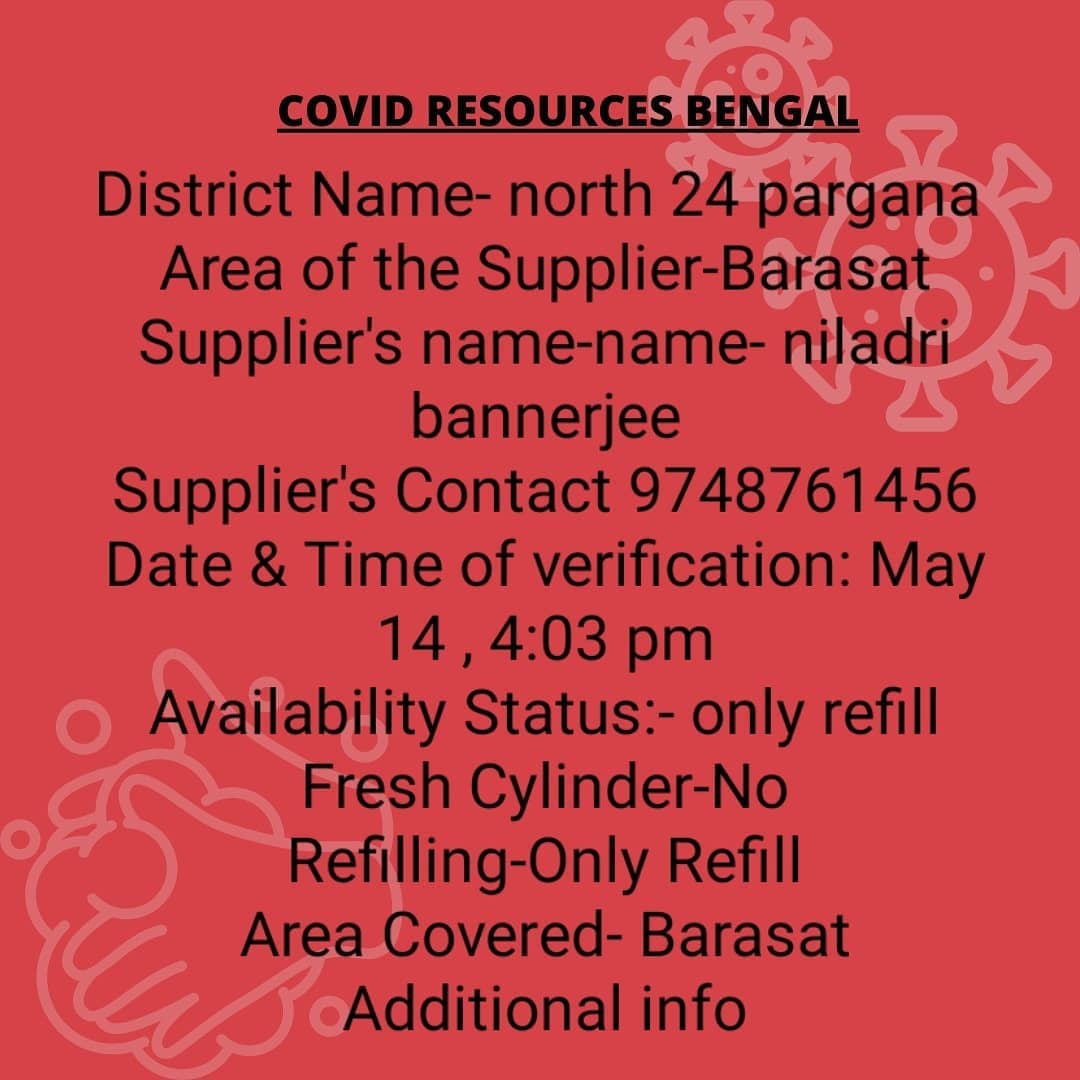 COVID RESOURCES BENGAL
District Name- north 24 pargana
Area of the Supplier-Barasat
Supplier's name-name- niladri
bannerjee
Supplier's Contact 9748761456
Date & Time of verification: May
14 , 4:03 pm
Availability Status:- only refill
Fresh Cylinder-No
Refilling-Only Refill
Area Covered- Barasat
Additional info